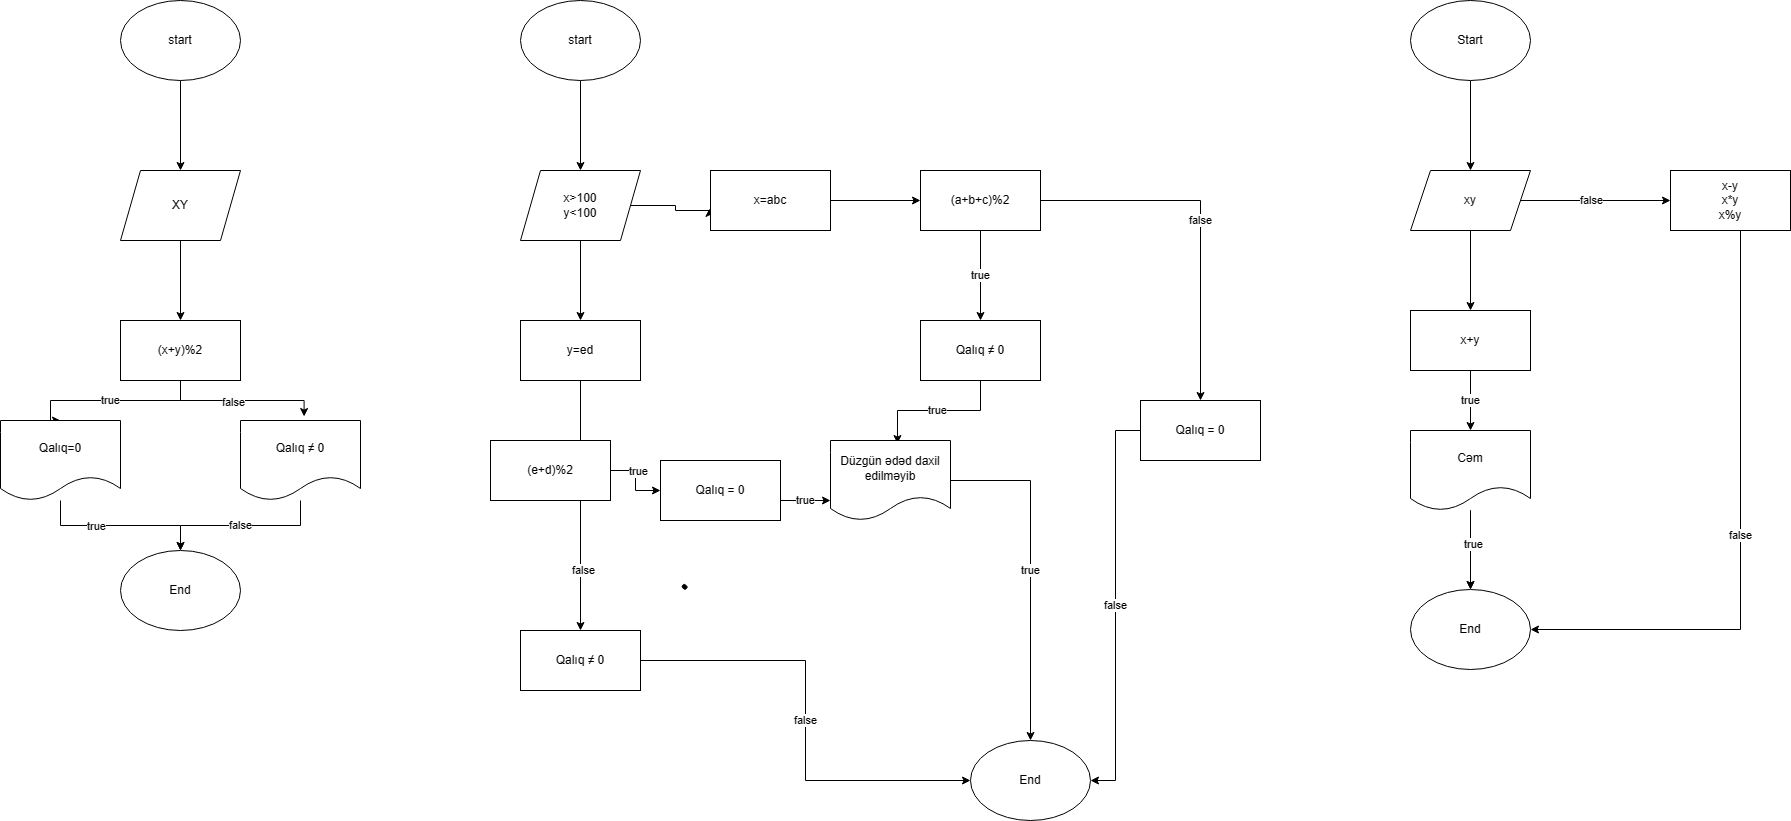 start
XY
(x+y)%2
true
false
Qalıq=0
Qalıq ≠ 0
true
false
End
start
x>100
y<100
x=abc
(a+b+c)%2
false
true
y=ed
Qalıq ≠ 0
true
Qalıq = 0
(e+d)%2
true
Qalıq = 0
true
Düzgün ədəd daxil
edilməyib
false
true
false
Qalıq ≠ 0
false
End
Start
xy
false
x-y
x*y
x%y
x+y
true
Cəm
true
false
End